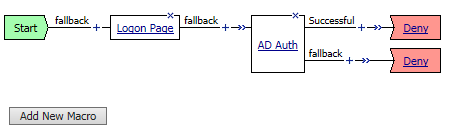 Start
fallback
Logon Page
fallback
AD Auth
Successful
Deny
fallback
Deny
Add New Macro